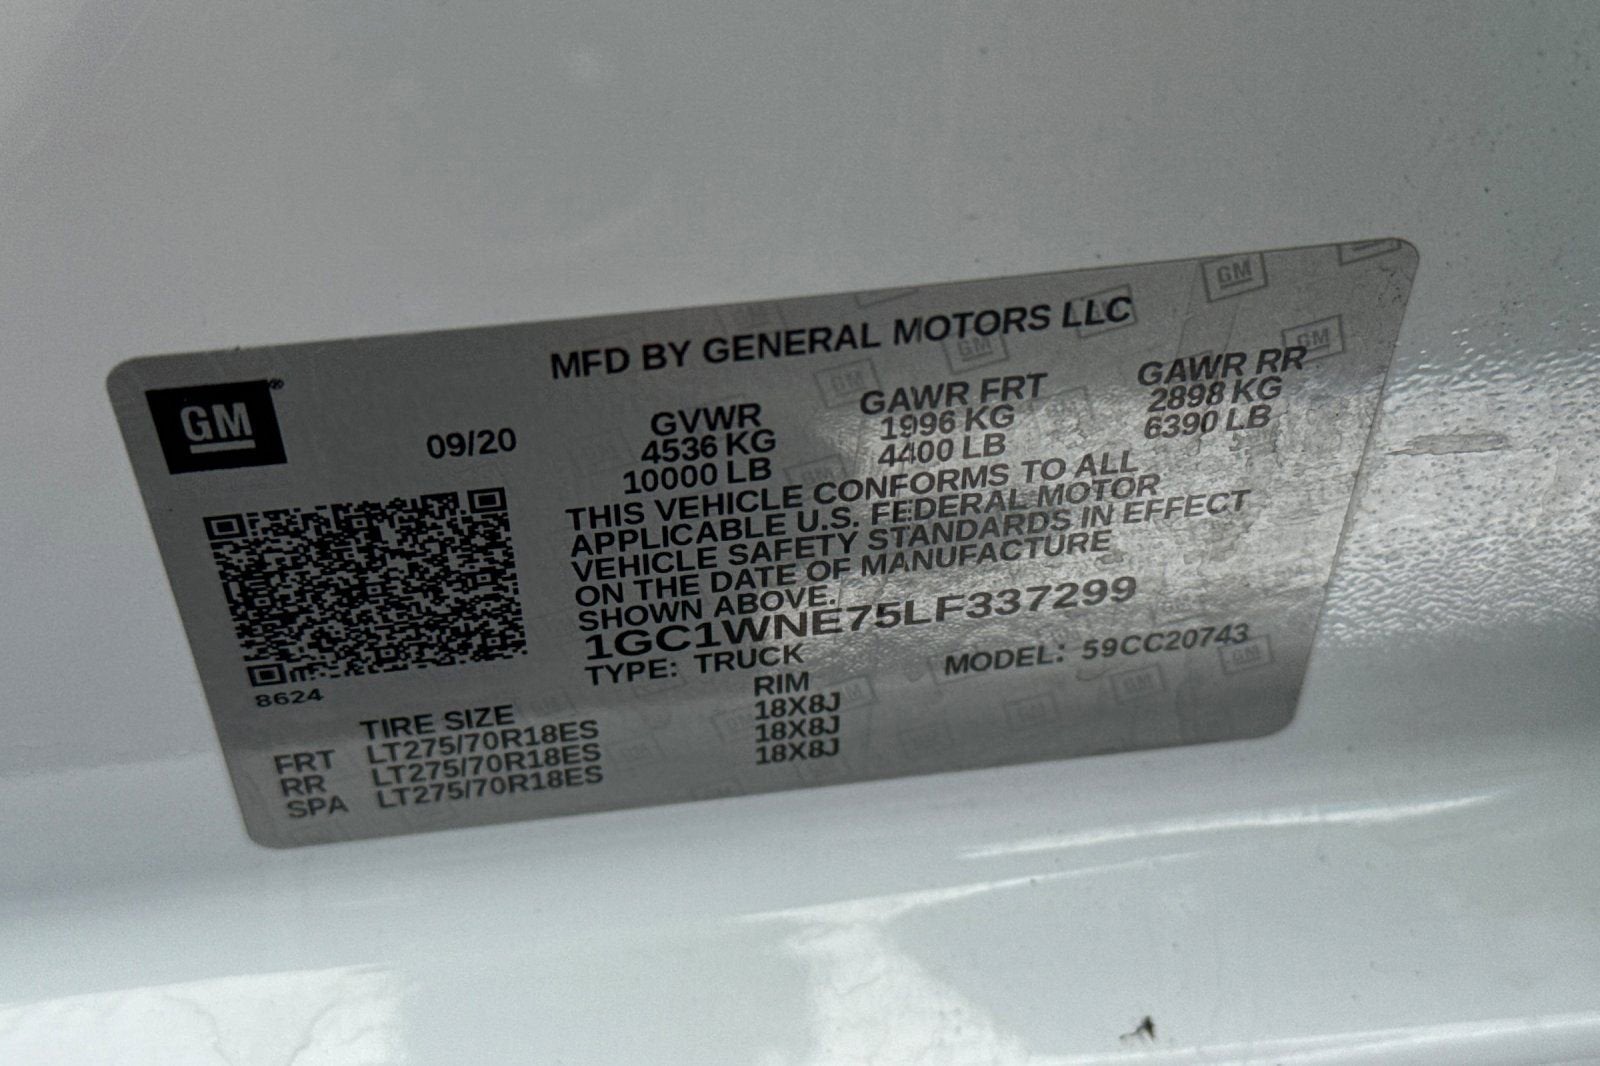 MFD BY GENERAL MOTORS LLC
GM®
09/20
GVWR GAWR FRT GAWR RR
4536 KG 1996 KG 2898 KG
10000 LB 4400 LB 6390 LB
THIS VEHICLE CONFORMS TO ALL
APPLICABLE U.S. FEDERAL MOTOR
VEHICLE SAFETY STANDARDS IN EFFECT
ON THE DATE OF MANUFACTURE
SHOWN ABOVE.
1GC1WNE75LF337299
TYPE: TRUCK MODEL: 59CC20743
8624
TIRE SIZE RIM
FRT LT275/70R18ES 18X8J
RR LT275/70R18ES 18X8J
SPA LT275/70R18ES 18X8J